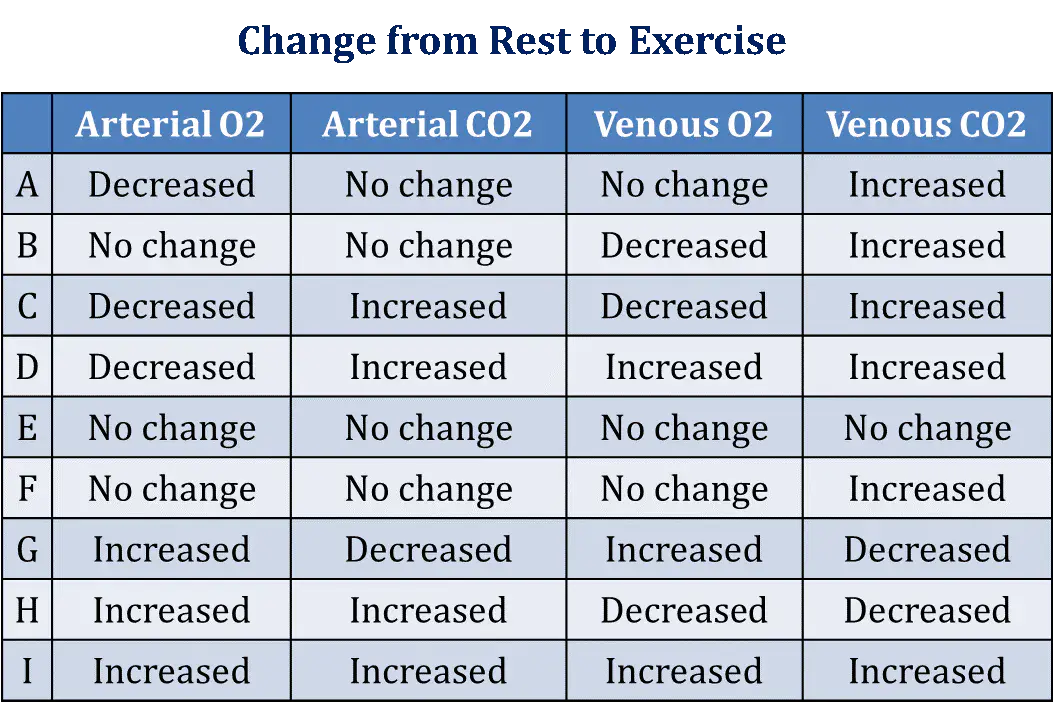 Change from Rest to Exercise
Arterial O2 Arterial CO2 Venous O2 Venous CO2
A Decreased No change No change Increased
B No change No change Decreased Increased
C Decreased Increased Decreased Increased
D Decreased Increased Increased Increased
E No change No change No change No change
F No change No change No change Increased
G Increased Decreased Increased Decreased
H Increased Increased Decreased Decreased
I Increased Increased Increased Increased